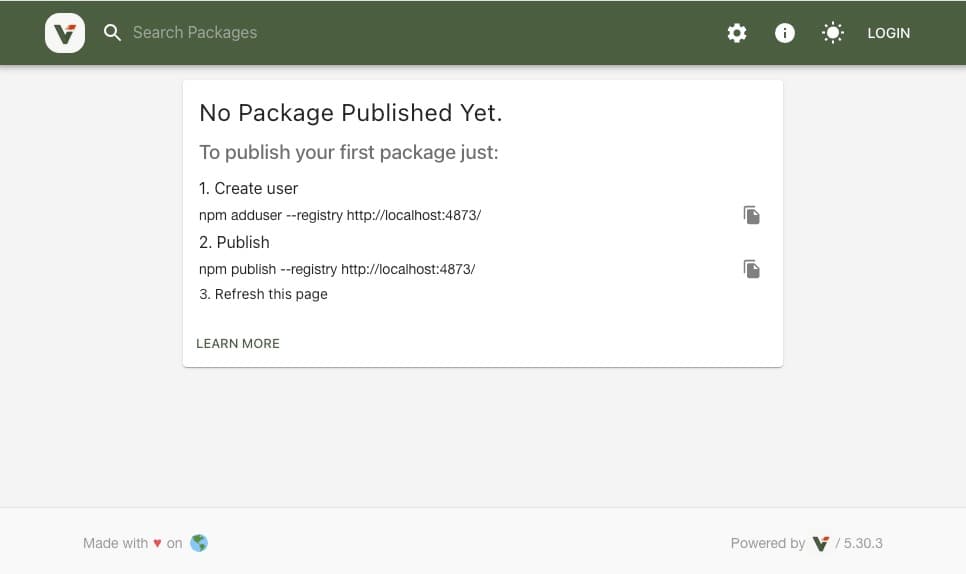 Search Packages
LOGIN
No Package Published Yet.
To publish your first package just:
1. Create user
npm adduser --registry http://localhost:4873/
2. Publish
npm publish --registry http://localhost:4873/
3. Refresh this page
LEARN MORE
Made with ♥ on
Powered by / 5.30.3